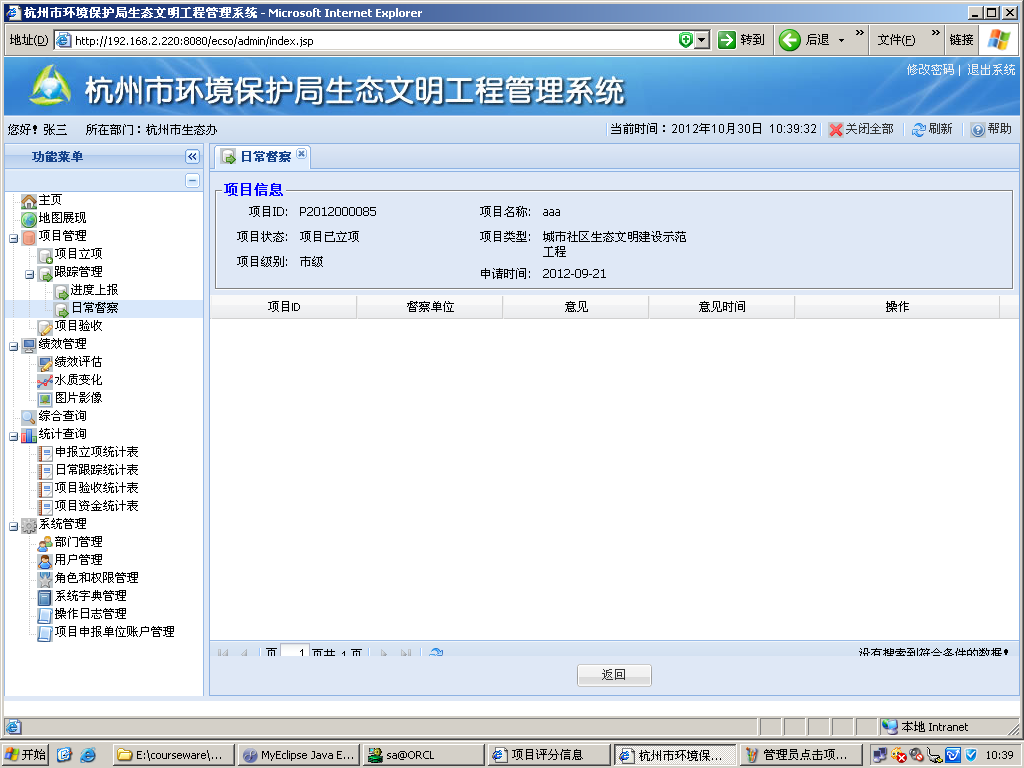 杭州市环境保护局生态文明工程管理系统 - Microsoft Internet Explorer
地址(D) http://192.168.2.220:8080/ecso/admin/index.jsp 转到 后退 文件(F) 链接
杭州市环境保护局生态文明工程管理系统
修改密码 | 退出系统
您好! 张三 所在部门：杭州市生态办 当前时间：2012年10月30日 10:39:32 关闭全部 刷新 帮助
功能菜单
主页
地图展现
项目管理
项目立项
跟踪管理
进度上报
日常督察
项目验收
绩效管理
绩效评估
水质变化
图片影像
综合查询
统计查询
申报立项统计表
日常跟踪统计表
项目验收统计表
项目资金统计表
系统管理
部门管理
用户管理
角色和权限管理
系统字典管理
操作日志管理
项目申报单位账户管理
日常督察
项目信息
项目ID: P2012000085 项目名称: aaa
项目状态: 项目已立项 项目类型: 城市社区生态文明建设示范
工程
项目级别: 市级
申请时间: 2012-09-21
项目ID 督察单位 意见 意见时间 操作
页 1 页共 1 页 没有搜索到符合条件的数据!
返回
本地 Intranet
开始 E:\courseware\... MyEclipse Java E... sa@ORCL 项目评分信息 杭州市环境保... 管理员点击项... 10:39